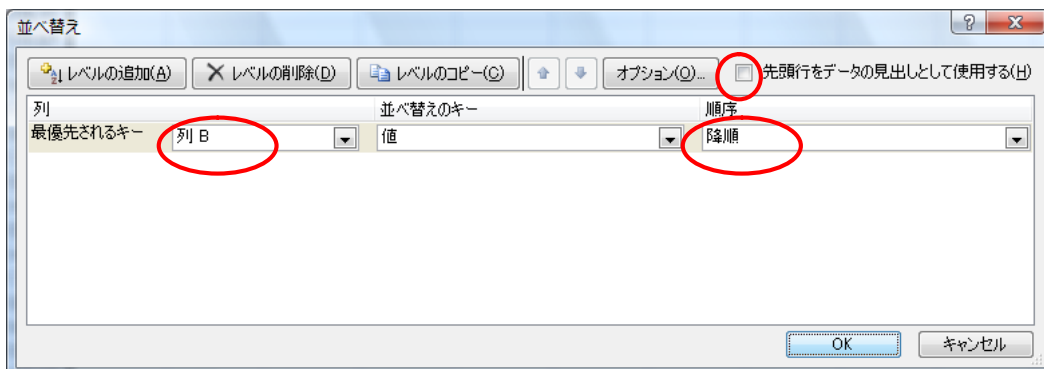 並べ替え
レベルの追加(A) レベルの削除(D) レベルのコピー(C) オプション(O)... 先頭行をデータの見出しとして使用する(H)
列 並べ替えのキー 順序
最優先されるキー 列 B 値 降順
OK キャンセル